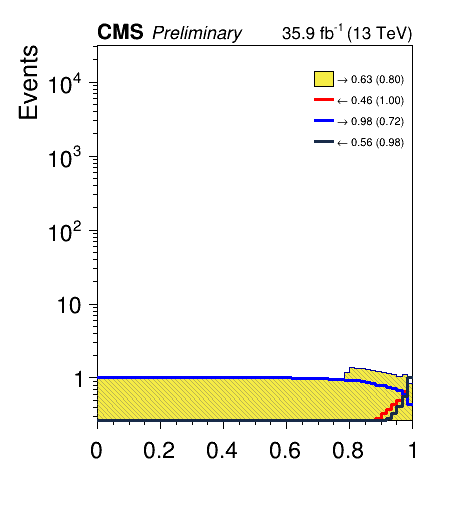 CMS Preliminary 35.9 fb⁻¹ (13 TeV)
Events
→ 0.63 (0.80)
← 0.46 (1.00)
→ 0.98 (0.72)
← 0.56 (0.98)
10⁴
10³
10²
10
1
0 0.2 0.4 0.6 0.8 1